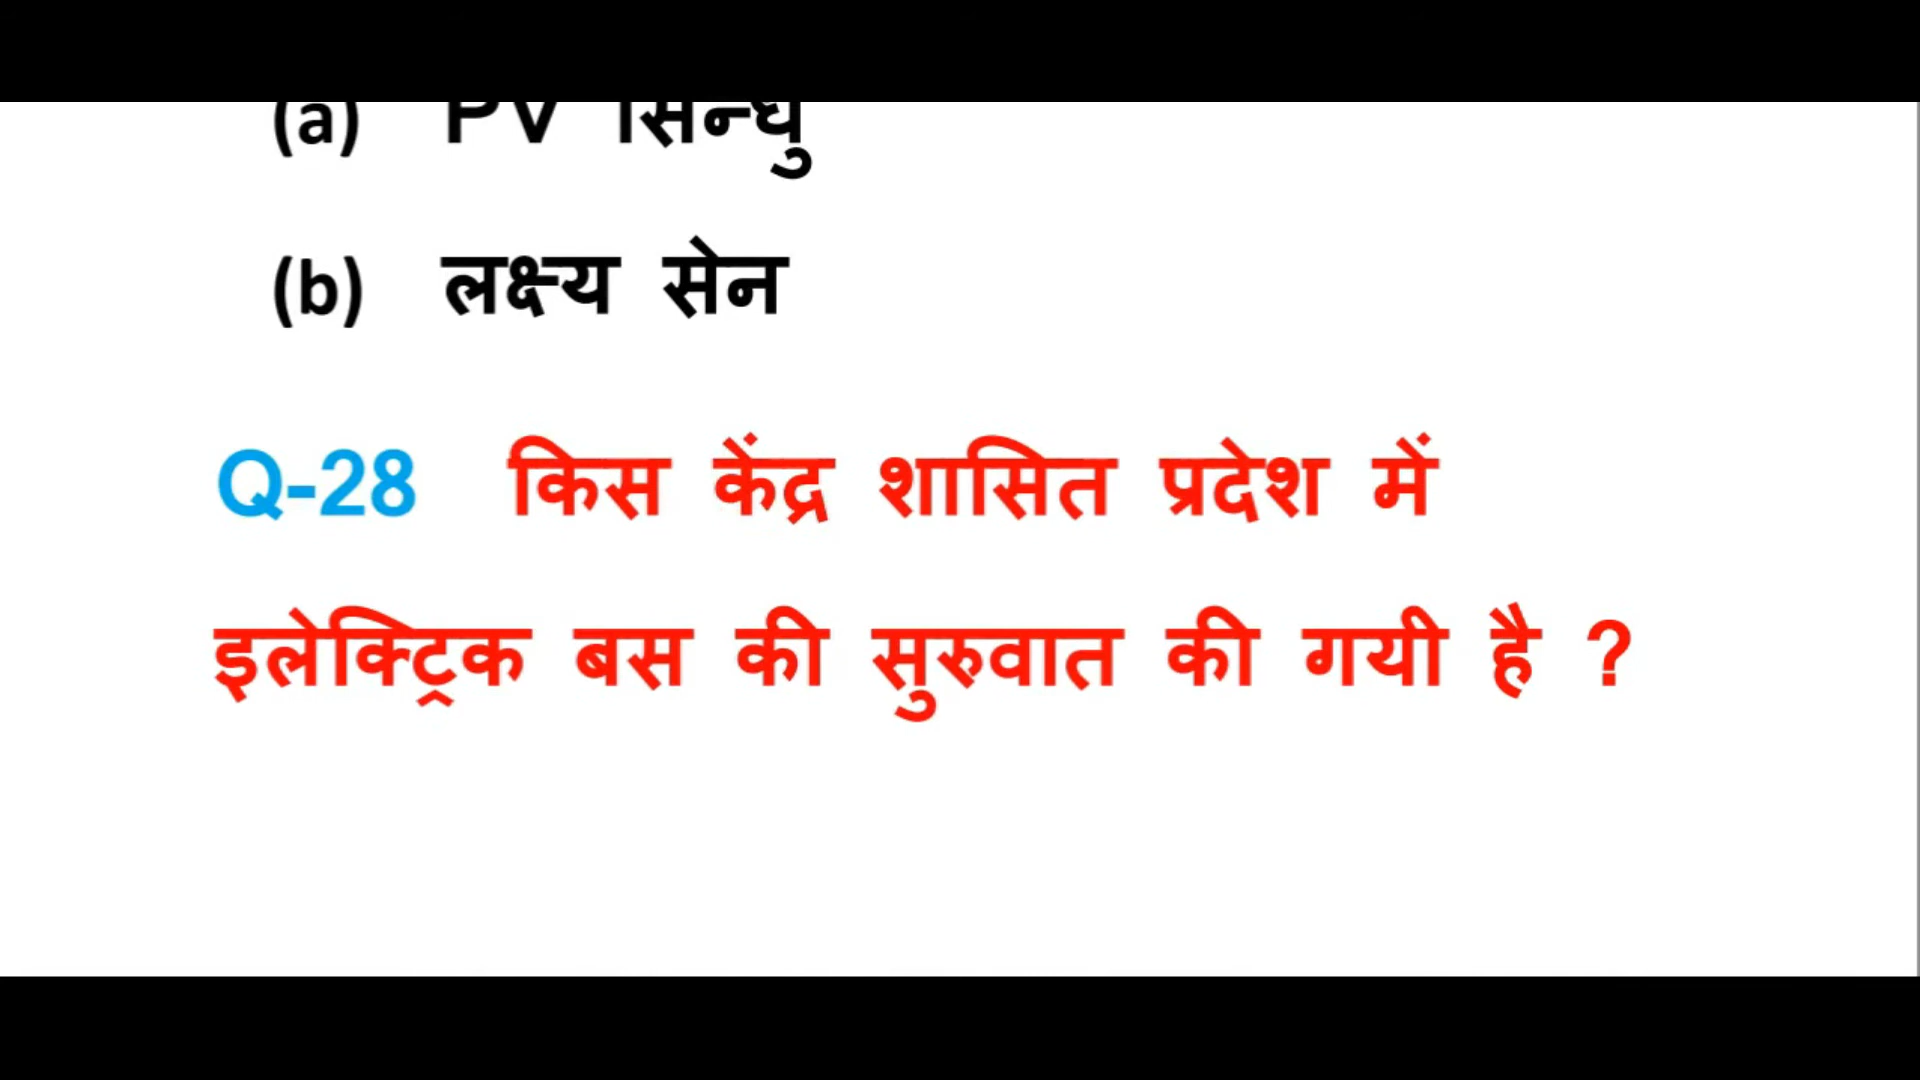 (a) PV सिन्धु
(b) लक्ष्य सेन
Q-28 किस केंद्र शासित प्रदेश में
इलेक्ट्रिक बस की सुरुवात की गयी है ?